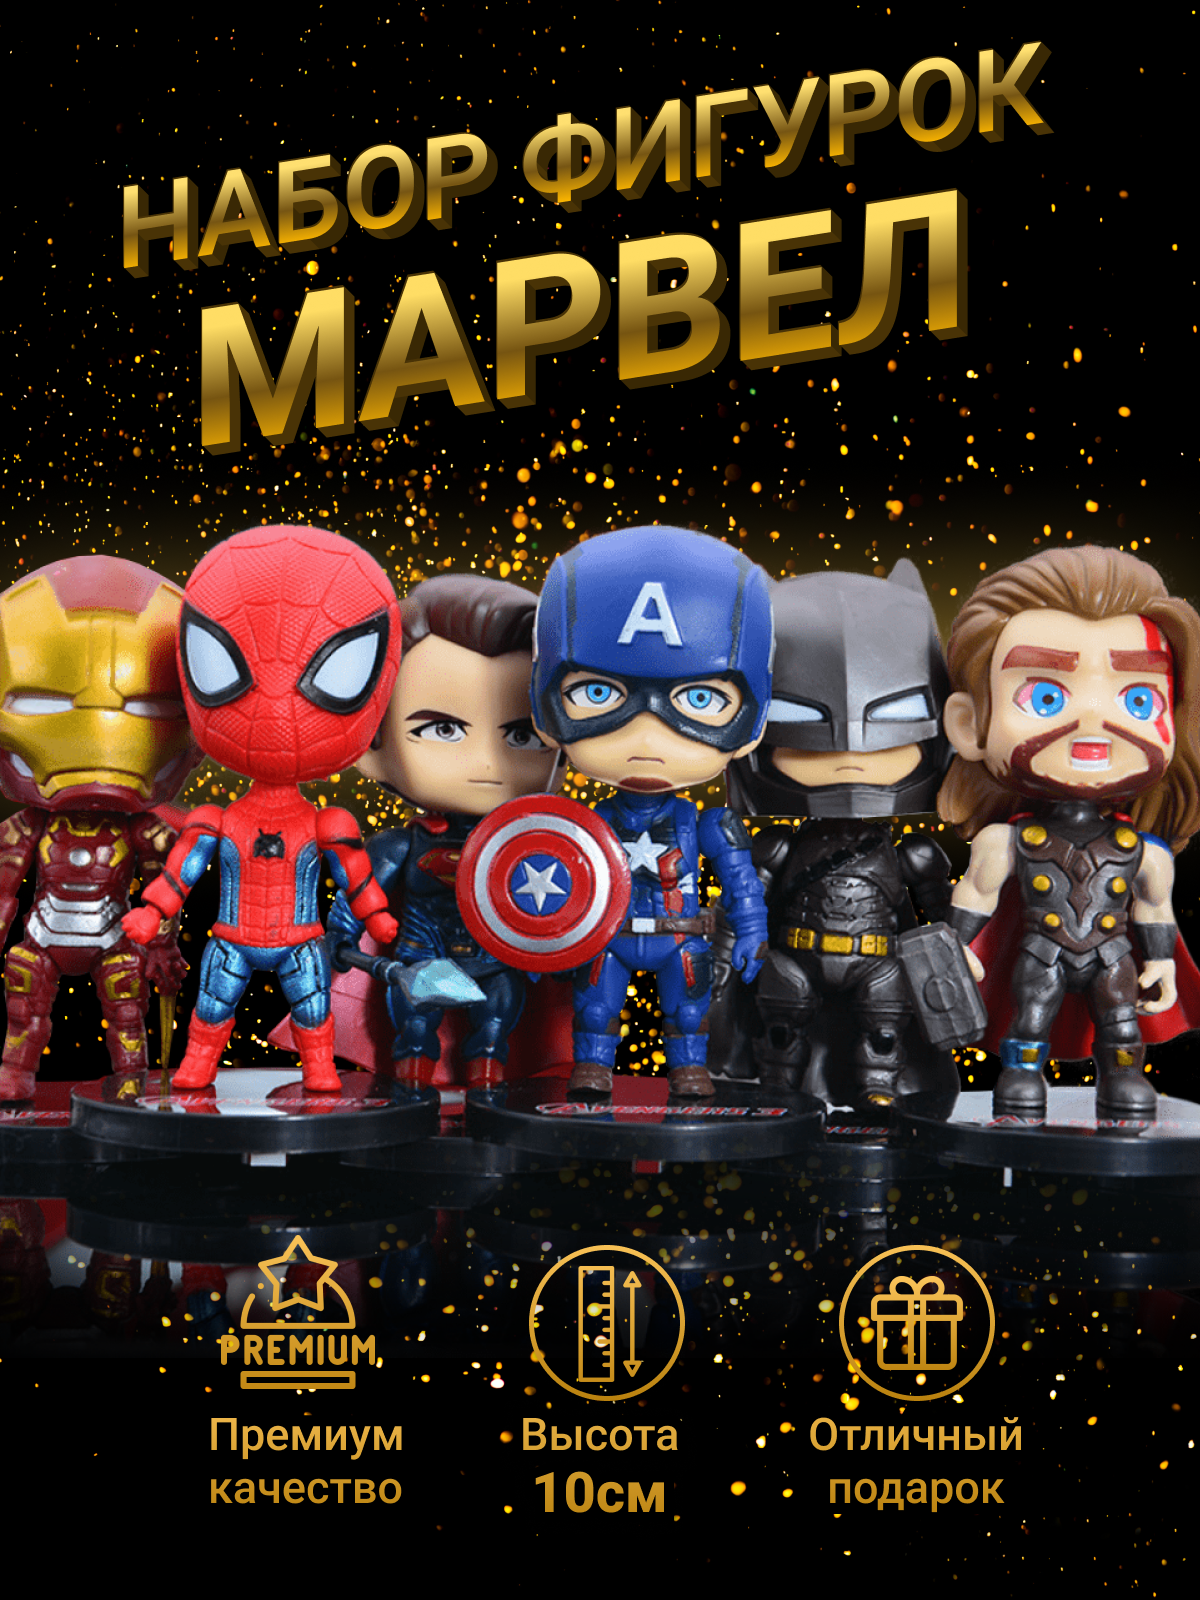 НАБОР ФИГУРОК
МАРВЕЛ
A
PREMIUM
Премиум
качество
Высота
10см
Отличный
подарок